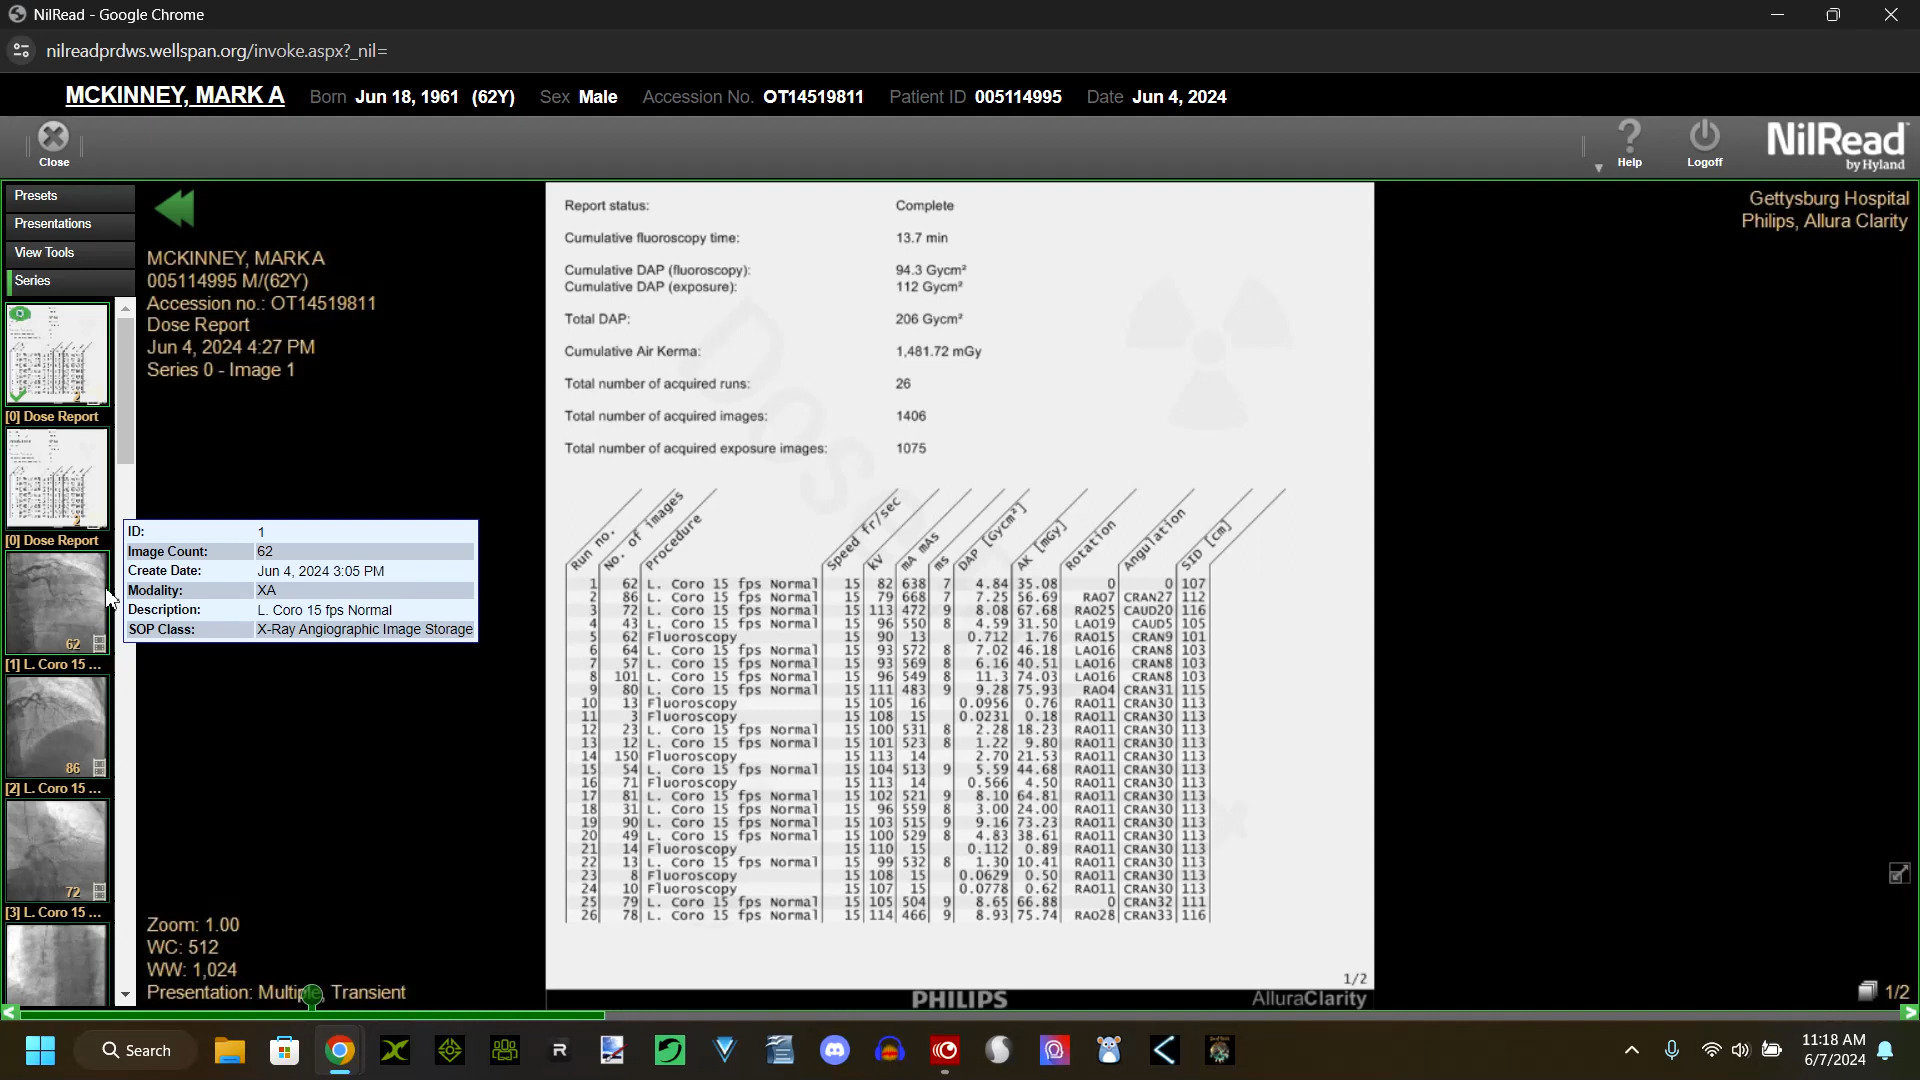 NilRead - Google Chrome
nilreadprdws.wellspan.org/invoke.aspx?_nil=
MCKINNEY, MARK A Born Jun 18, 1961 (62Y) Sex Male Accession No. OT14519811 Patient ID 005114995 Date Jun 4, 2024
Close
Help
Logoff
NilRead
by Hyland
Presets
Presentations
View Tools
Series
2
[0] Dose Report
2
[0] Dose Report
62
[1] L. Coro 15 ...
86
[2] L. Coro 15 ...
72
[3] L. Coro 15 ...
MCKINNEY, MARK A
005114995 M/(62Y)
Accession no.: OT14519811
Dose Report
Jun 4, 2024 4:27 PM
Series 0 - Image 1
ID: 1
Image Count: 62
Create Date: Jun 4, 2024 3:05 PM
Modality: XA
Description: L. Coro 15 fps Normal
SOP Class: X-Ray Angiographic Image Storage
Zoom: 1.00
WC: 512
WW: 1,024
Presentation: Multiple, Transient
Gettysburg Hospital
Philips, Allura Clarity
Report status: Complete
Cumulative fluoroscopy time: 13.7 min
Cumulative DAP (fluoroscopy): 94.3 Gycm²
Cumulative DAP (exposure): 112 Gycm²
Total DAP: 206 Gycm²
Cumulative Air Kerma: 1,481.72 mGy
Total number of acquired runs: 26
Total number of acquired images: 1406
Total number of acquired exposure images: 1075
Run no. No. of images Procedure Speed fr/sec kV mA mAs ms DAP [Gycm²] AK [mGy] Rotation Angulation SID [cm]
1 62 L. Coro 15 fps Normal 15 82 638 7 4.84 35.08 0 0 107
2 86 L. Coro 15 fps Normal 15 79 668 7 7.25 56.69 RAO7 CRAN27 112
3 72 L. Coro 15 fps Normal 15 113 472 9 8.08 67.68 RAO25 CAUD20 116
4 43 L. Coro 15 fps Normal 15 96 550 8 4.59 31.50 LAO19 CAUD5 105
5 62 Fluoroscopy 15 90 13 0.712 1.76 RAO15 CRAN9 101
6 64 L. Coro 15 fps Normal 15 93 572 8 7.02 46.18 LAO16 CRAN8 103
7 57 L. Coro 15 fps Normal 15 93 569 8 6.16 40.51 LAO16 CRAN8 103
8 101 L. Coro 15 fps Normal 15 96 549 8 11.3 74.03 LAO16 CRAN8 103
9 80 L. Coro 15 fps Normal 15 111 483 9 9.28 75.93 RAO4 CRAN31 115
10 13 Fluoroscopy 15 105 16 0.0956 0.76 RAO11 CRAN30 113
11 3 Fluoroscopy 15 108 15 0.0231 0.18 RAO11 CRAN30 113
12 23 L. Coro 15 fps Normal 15 100 531 8 2.28 18.23 RAO11 CRAN30 113
13 12 L. Coro 15 fps Normal 15 101 523 8 1.22 9.80 RAO11 CRAN30 113
14 150 Fluoroscopy 15 113 14 2.70 21.53 RAO11 CRAN30 113
15 54 L. Coro 15 fps Normal 15 104 513 9 5.59 44.68 RAO11 CRAN30 113
16 71 Fluoroscopy 15 113 14 0.566 4.50 RAO11 CRAN30 113
17 81 L. Coro 15 fps Normal 15 102 521 9 8.10 64.81 RAO11 CRAN30 113
18 31 L. Coro 15 fps Normal 15 96 559 8 3.00 24.00 RAO11 CRAN30 113
19 90 L. Coro 15 fps Normal 15 103 515 9 9.16 73.23 RAO11 CRAN30 113
20 49 L. Coro 15 fps Normal 15 100 529 8 4.83 38.61 RAO11 CRAN30 113
21 14 Fluoroscopy 15 110 15 0.112 0.89 RAO11 CRAN30 113
22 13 L. Coro 15 fps Normal 15 99 532 8 1.30 10.41 RAO11 CRAN30 113
23 8 Fluoroscopy 15 108 15 0.0629 0.50 RAO11 CRAN30 113
24 10 Fluoroscopy 15 107 15 0.0778 0.62 RAO11 CRAN30 113
25 79 L. Coro 15 fps Normal 15 105 504 9 8.65 66.88 0 CRAN32 111
26 78 L. Coro 15 fps Normal 15 114 466 9 8.93 75.74 RAO28 CRAN33 116
1/2
PHILIPS
AlluraClarity
1/2
Search
11:18 AM
6/7/2024